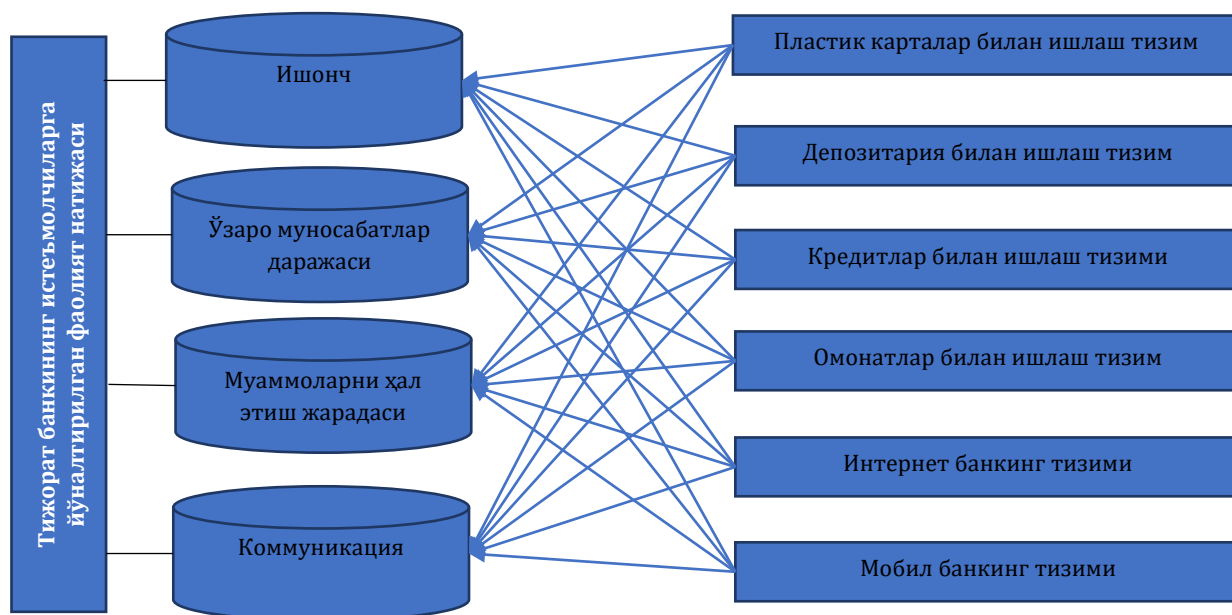 Тижорат банкининг истеъмолчиларга
йўналтирилган фаолият натижаси
Ишонч
Ўзаро муносабатлар
даражаси
Муаммоларни ҳал
этиш жарадаси
Коммуникация
Пластик карталар билан ишлаш тизим
Депозитария билан ишлаш тизим
Кредитлар билан ишлаш тизими
Омонатлар билан ишлаш тизим
Интернет банкинг тизими
Мобил банкинг тизими